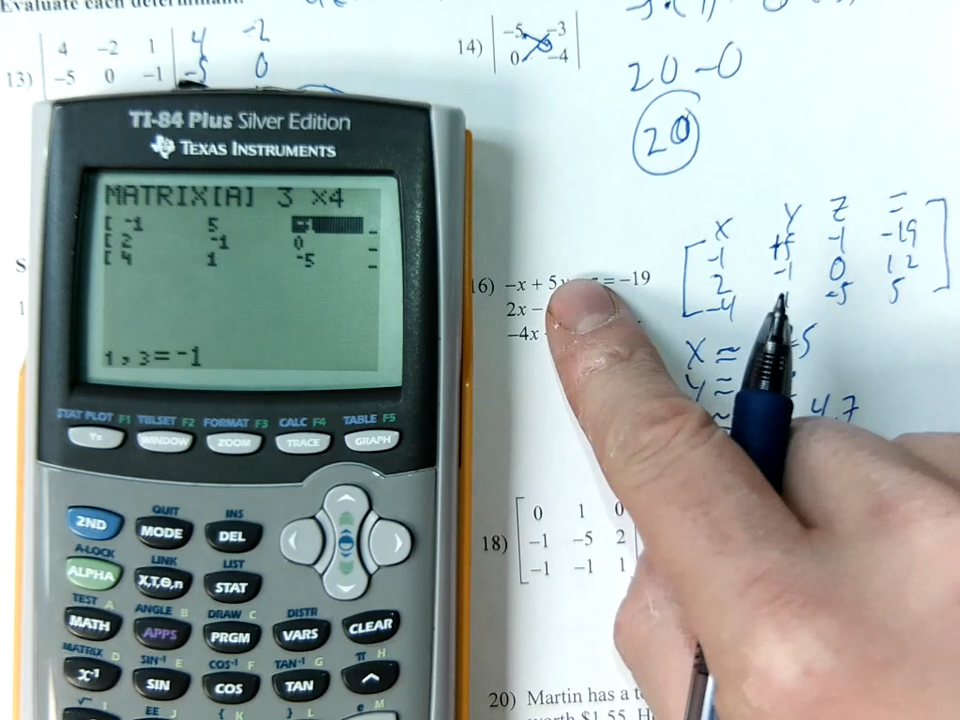 Evaluate each determinant.
13) 4 -2 1 4 -2
-5 0 -1 -5 0
14) -5 -3
0 -4
20 - 0
20
TI-84 Plus Silver Edition
TEXAS INSTRUMENTS
MATRIX[A] 3 ×4
[ -1 5 -1
[ 2 -1 0
[ 4 1 -5
1,3=-1
X Y Z =
-1 +5 -1 -19
2 -1 0 12
-4 -5 5
X ≈ -5
Y ≈
≈ 4.7
16) -x + 5 = -19
2x -
-4x
STAT PLOT F1 TBLSET F2 FORMAT F3 CALC F4 TABLE F5
Y= WINDOW ZOOM TRACE GRAPH
QUIT INS
2ND MODE DEL
A-LOCK LINK LIST
ALPHA X,T,Θ,n STAT
TEST A ANGLE B DRAW C DISTR
MATH APPS PRGM VARS CLEAR
MATRIX D SIN-1 E COS-1 F TAN-1 G π H
x-1 SIN COS TAN ^
√ I EE J { K } L e M
18) 0 1 0
-1 -5 2
-1 -1 1
20) Martin has a
worth $1.55.